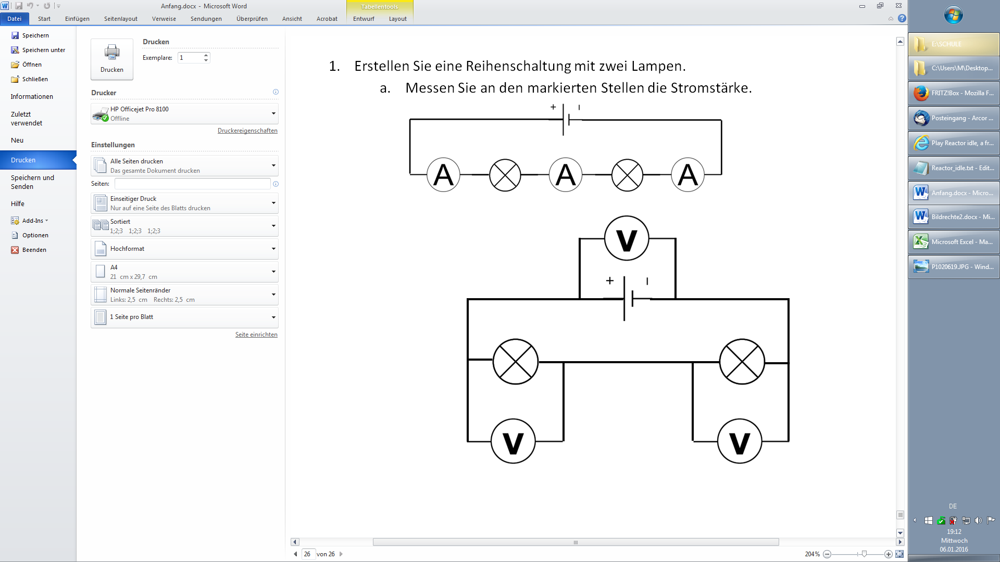 Anfang.docx - Microsoft Word
Tabellentools
Datei Start Einfügen Seitenlayout Verweise Sendungen Überprüfen Ansicht Acrobat Entwurf Layout
Speichern
Speichern unter
Öffnen
Schließen
Informationen
Zuletzt
verwendet
Neu
Drucken
Speichern und
Senden
Hilfe
Add-Ins
Optionen
Beenden
Drucken
Drucken
Exemplare: 1
Drucker
HP Officejet Pro 8100
Offline
Druckereigenschaften
Einstellungen
Alle Seiten drucken
Das gesamte Dokument drucken
Seiten:
Einseitiger Druck
Nur auf eine Seite des Blatts drucken
Sortiert
1;2;3 1;2;3 1;2;3
Hochformat
A4
21 cm x 29,7 cm
Normale Seitenränder
Links: 2,5 cm Rechts: 2,5 cm
1 Seite pro Blatt
Seite einrichten
1. Erstellen Sie eine Reihenschaltung mit zwei Lampen.
a. Messen Sie an den markierten Stellen die Stromstärke.
+ I
A A A
V
+ I
V V
26 von 26
204%
E:\SCHULE
C:\Users\M\Desktop...
FRITZ!Box - Mozilla F...
Posteingang - Arcor ...
Play Reactor idle, a fr...
Reactor_idle.txt - Edit...
Anfang.docx - Micro...
Bildrechte2.docx - Mi...
Microsoft Excel - Ma...
P1020619.JPG - Wind...
DE
19:12
Mittwoch
06.01.2016